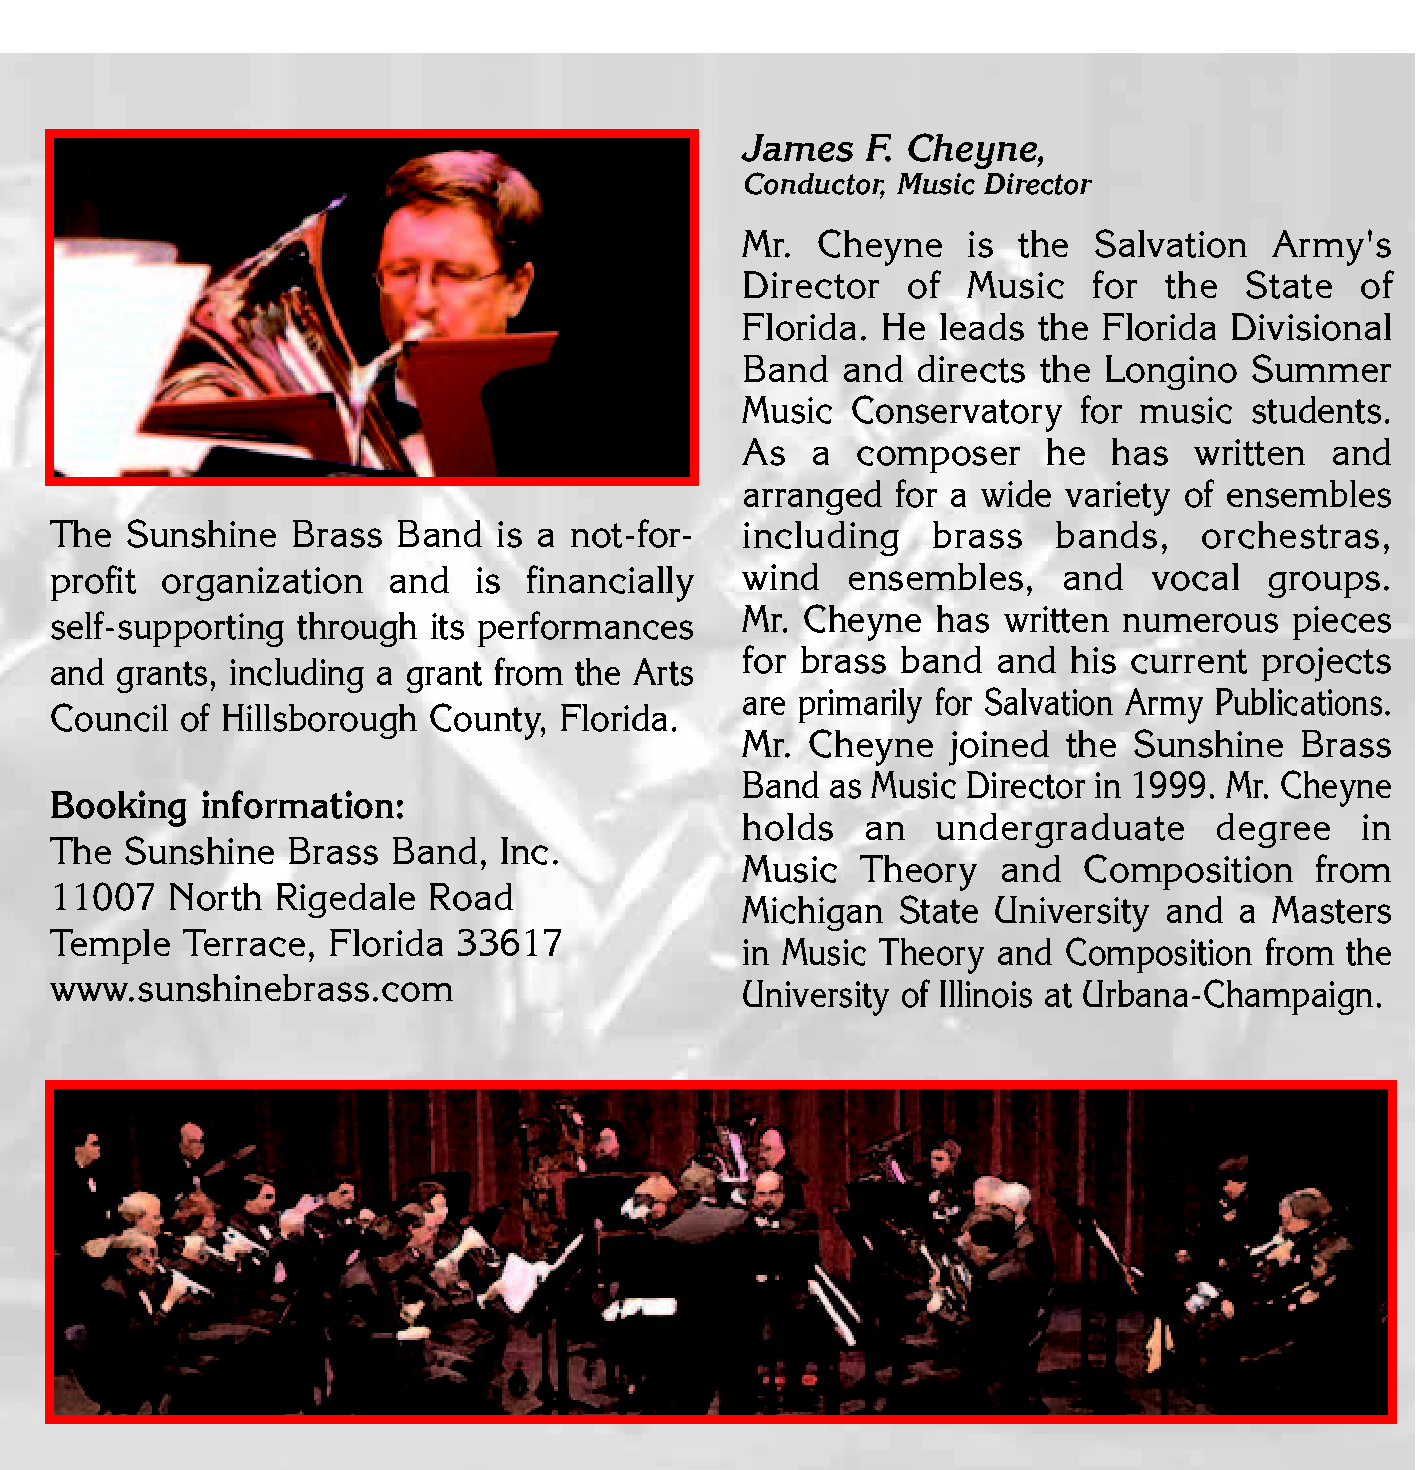 The Sunshine Brass Band is a not-for-
profit organization and is financially
self-supporting through its performances
and grants, including a grant from the Arts
Council of Hillsborough County, Florida.
Booking information:
The Sunshine Brass Band, Inc.
11007 North Rigedale Road
Temple Terrace, Florida 33617
www.sunshinebrass.com
James F. Cheyne,
Conductor, Music Director
Mr. Cheyne is the Salvation Army's
Director of Music for the State of
Florida. He leads the Florida Divisional
Band and directs the Longino Summer
Music Conservatory for music students.
As a composer he has written and
arranged for a wide variety of ensembles
including brass bands, orchestras,
wind ensembles, and vocal groups.
Mr. Cheyne has written numerous pieces
for brass band and his current projects
are primarily for Salvation Army Publications.
Mr. Cheyne joined the Sunshine Brass
Band as Music Director in 1999. Mr. Cheyne
holds an undergraduate degree in
Music Theory and Composition from
Michigan State University and a Masters
in Music Theory and Composition from the
University of Illinois at Urbana-Champaign.